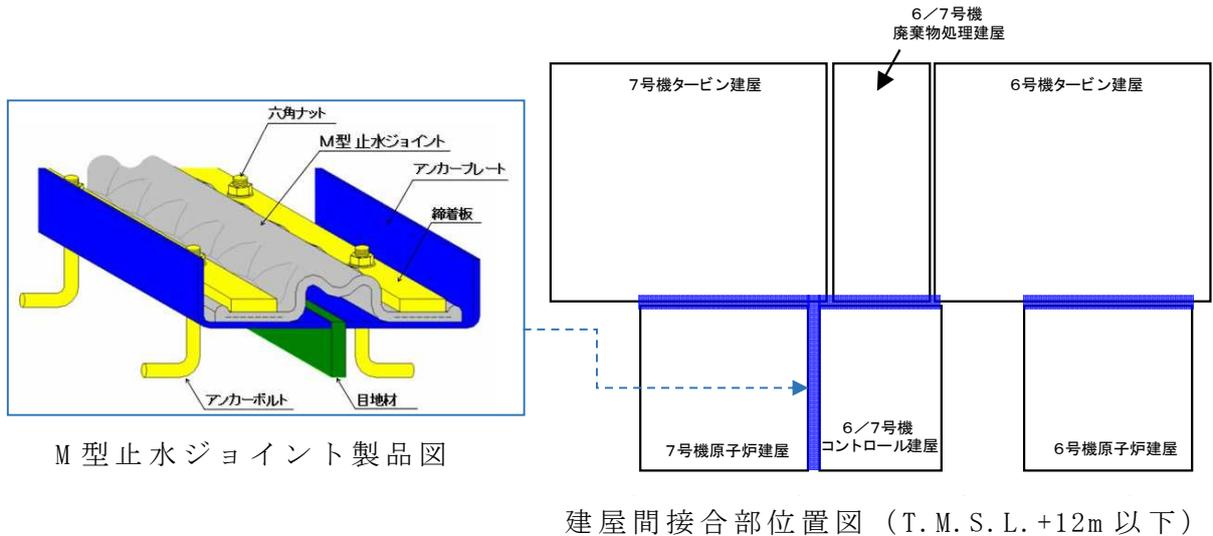 六角ナット
M型 止水ジョイント
アンカープレート
締着板
アンカーボルト
目地材
M型止水ジョイント製品図
6／7号機
廃棄物処理建屋
7号機タービン建屋
6号機タービン建屋
7号機原子炉建屋
6／7号機
コントロール建屋
6号機原子炉建屋
建屋間接合部位置図（T.M.S.L.+12m以下）